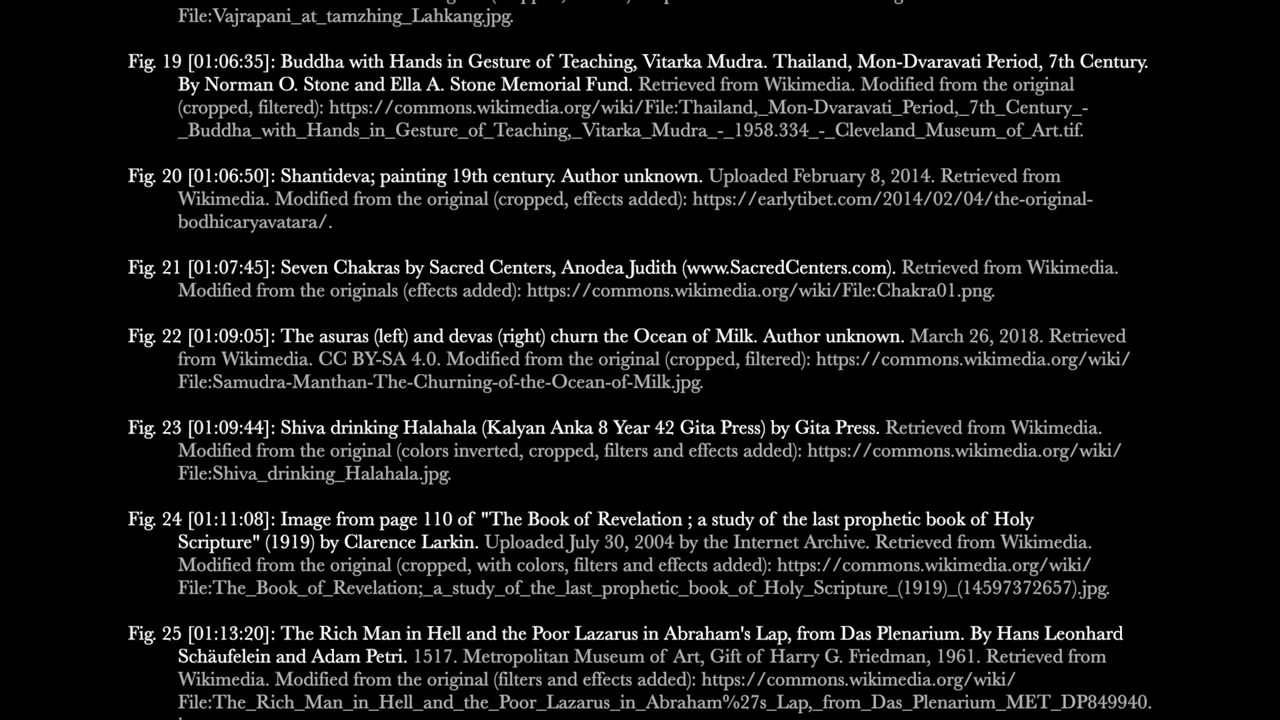 File:Vajrapani_at_tamzhing_Lahkang.jpg.
Fig. 19 [01:06:35]: Buddha with Hands in Gesture of Teaching, Vitarka Mudra. Thailand, Mon-Dvaravati Period, 7th Century.
By Norman O. Stone and Ella A. Stone Memorial Fund. Retrieved from Wikimedia. Modified from the original
(cropped, filtered): https://commons.wikimedia.org/wiki/File:Thailand,_Mon-Dvaravati_Period,_7th_Century_-
_Buddha_with_Hands_in_Gesture_of_Teaching,_Vitarka_Mudra_-_1958.334_-_Cleveland_Museum_of_Art.tif.
Fig. 20 [01:06:50]: Shantideva; painting 19th century. Author unknown. Uploaded February 8, 2014. Retrieved from
Wikimedia. Modified from the original (cropped, effects added): https://earlytibet.com/2014/02/04/the-original-
bodhicaryavatara/.
Fig. 21 [01:07:45]: Seven Chakras by Sacred Centers, Anodea Judith (www.SacredCenters.com). Retrieved from Wikimedia.
Modified from the originals (effects added): https://commons.wikimedia.org/wiki/File:Chakra01.png.
Fig. 22 [01:09:05]: The asuras (left) and devas (right) churn the Ocean of Milk. Author unknown. March 26, 2018. Retrieved
from Wikimedia. CC BY-SA 4.0. Modified from the original (cropped, filtered): https://commons.wikimedia.org/wiki/
File:Samudra-Manthan-The-Churning-of-the-Ocean-of-Milk.jpg.
Fig. 23 [01:09:44]: Shiva drinking Halahala (Kalyan Anka 8 Year 42 Gita Press) by Gita Press. Retrieved from Wikimedia.
Modified from the original (colors inverted, cropped, filters and effects added): https://commons.wikimedia.org/wiki/
File:Shiva_drinking_Halahala.jpg.
Fig. 24 [01:11:08]: Image from page 110 of "The Book of Revelation ; a study of the last prophetic book of Holy
Scripture" (1919) by Clarence Larkin. Uploaded July 30, 2004 by the Internet Archive. Retrieved from Wikimedia.
Modified from the original (cropped, with colors, filters and effects added): https://commons.wikimedia.org/wiki/
File:The_Book_of_Revelation;_a_study_of_the_last_prophetic_book_of_Holy_Scripture_(1919)_(14597372657).jpg.
Fig. 25 [01:13:20]: The Rich Man in Hell and the Poor Lazarus in Abraham's Lap, from Das Plenarium. By Hans Leonhard
Schäufelein and Adam Petri. 1517. Metropolitan Museum of Art, Gift of Harry G. Friedman, 1961. Retrieved from
Wikimedia. Modified from the original (filters and effects added): https://commons.wikimedia.org/wiki/
File:The_Rich_Man_in_Hell_and_the_Poor_Lazarus_in_Abraham%27s_Lap,_from_Das_Plenarium_MET_DP849940.